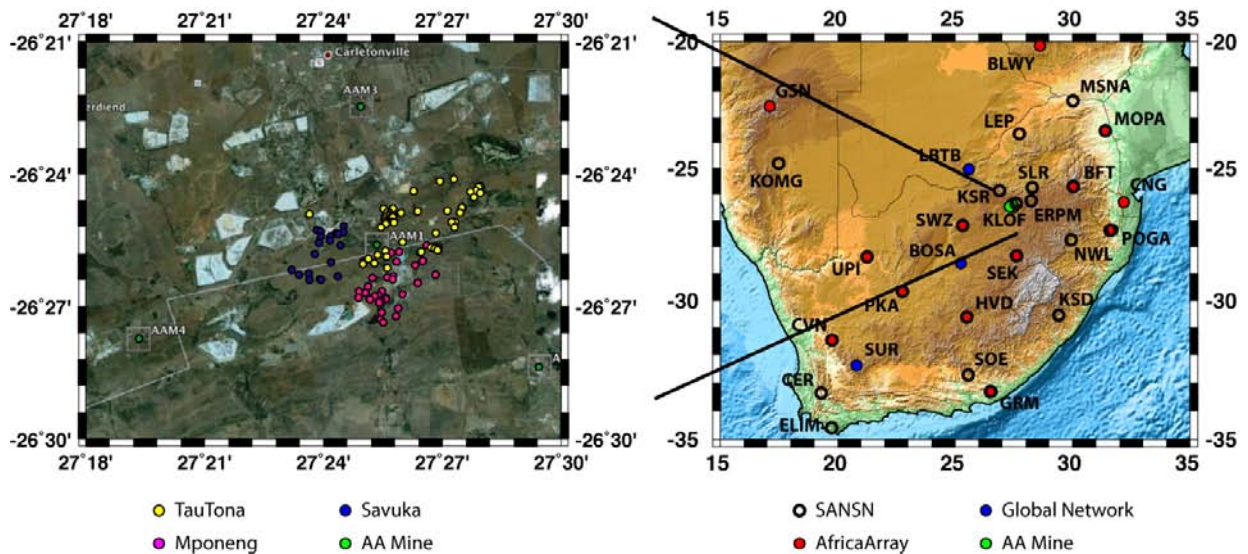 27˚18' 27˚21' 27˚24' 27˚27' 27˚30'
-26˚21' -26˚21'
Carletonville
AAM3
erdiend
-26˚24' -26˚24'
AAM1
-26˚27' -26˚27'
AAM4
A
-26˚30' -26˚30'
27˚18' 27˚21' 27˚24' 27˚27' 27˚30'
TauTona Savuka
Mponeng AA Mine
15 20 25 30 35
-20 -20
BLWY
GSN MSNA
LEP MOPA
LBTB
-25 -25
KOMG KSR SLR BFT CNG
SWZ KLOF ERPM
BOSA POGA
UPI SEK NWL
-30 -30
PKA HVD KSD
CVN
SUR SOE
CER
GRM
ELIM
-35 -35
15 20 25 30 35
SANSN Global Network
AfricaArray AA Mine